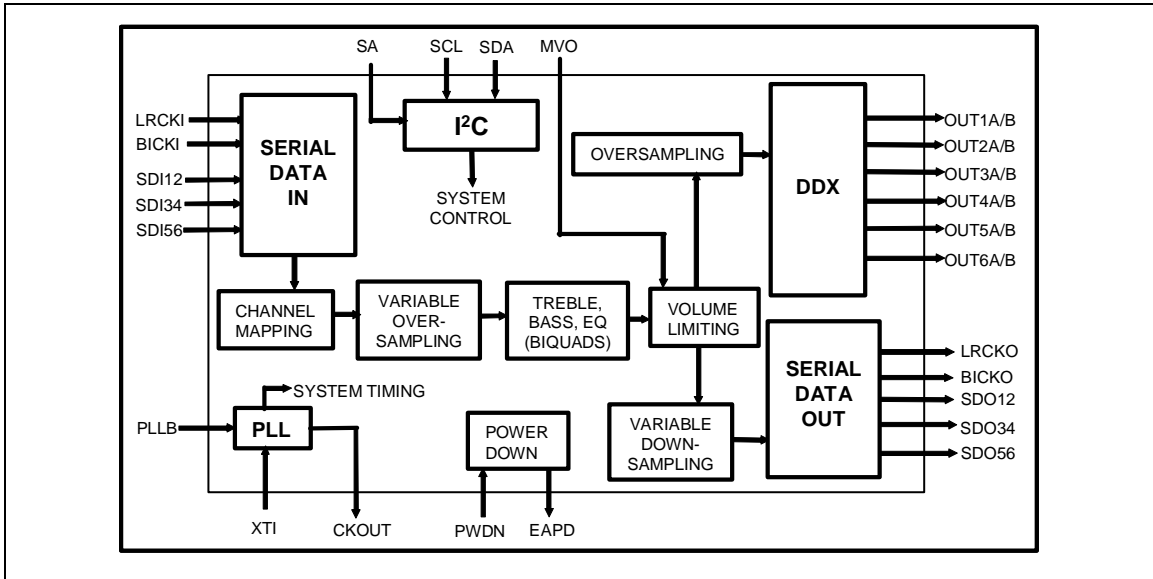 SA
SCL
SDA
MVO
LRCKI
BICKI
SDI12
SDI34
SDI56
SERIAL
DATA
IN
I²C
SYSTEM
CONTROL
OVERSAMPLING
DDX
OUT1A/B
OUT2A/B
OUT3A/B
OUT4A/B
OUT5A/B
OUT6A/B
CHANNEL
MAPPING
VARIABLE
OVER-
SAMPLING
TREBLE,
BASS, EQ
(BIQUADS)
VOLUME
LIMITING
SERIAL
DATA
OUT
LRCKO
BICKO
SDO12
SDO34
SDO56
SYSTEM TIMING
PLLB
PLL
POWER
DOWN
VARIABLE
DOWN-
SAMPLING
XTI
CKOUT
PWDN
EAPD